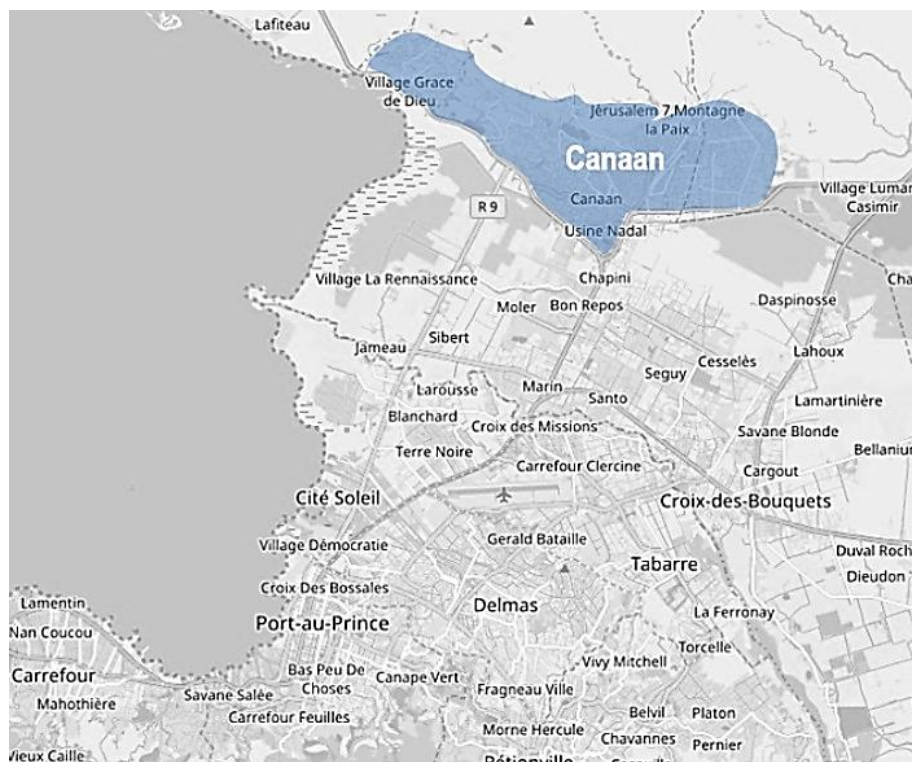 Lafiteau
Village Grace
de Dieu
Jérusalem 7,Montagne
la Paix
Canaan
Canaan
Village Lumar
Casimir
R 9
Usine Nadal
Village La Rennaissance
Chapini
Cha
Moler
Bon Repos
Daspinosse
Jameau
Sibert
Lahoux
Cesselès
Seguy
Larousse
Marin
Santo
Lamartinière
Blanchard
Croix des Missions
Savane Blonde
Terre Noire
Bellaniur
Carrefour Clercine
Cargout
Cité Soleil
Croix-des-Bouquets
Village Démocratie
Gerald Bataille
Duval Roch
Tabarre
Dieudon
Croix Des Bossales
Lamentin
Delmas
La Ferronay
Nan Coucou
Port-au-Prince
Torcelle
Carrefour
Bas Peu De
Choses
Canape Vert
Vivy Mitchell
Savane Salée
Fragneau Ville
Mahothière
Carrefour Feuilles
Belvil
Platon
Morne Hercule
Chavannes
Pernier
Vieux Caille
Pétionville